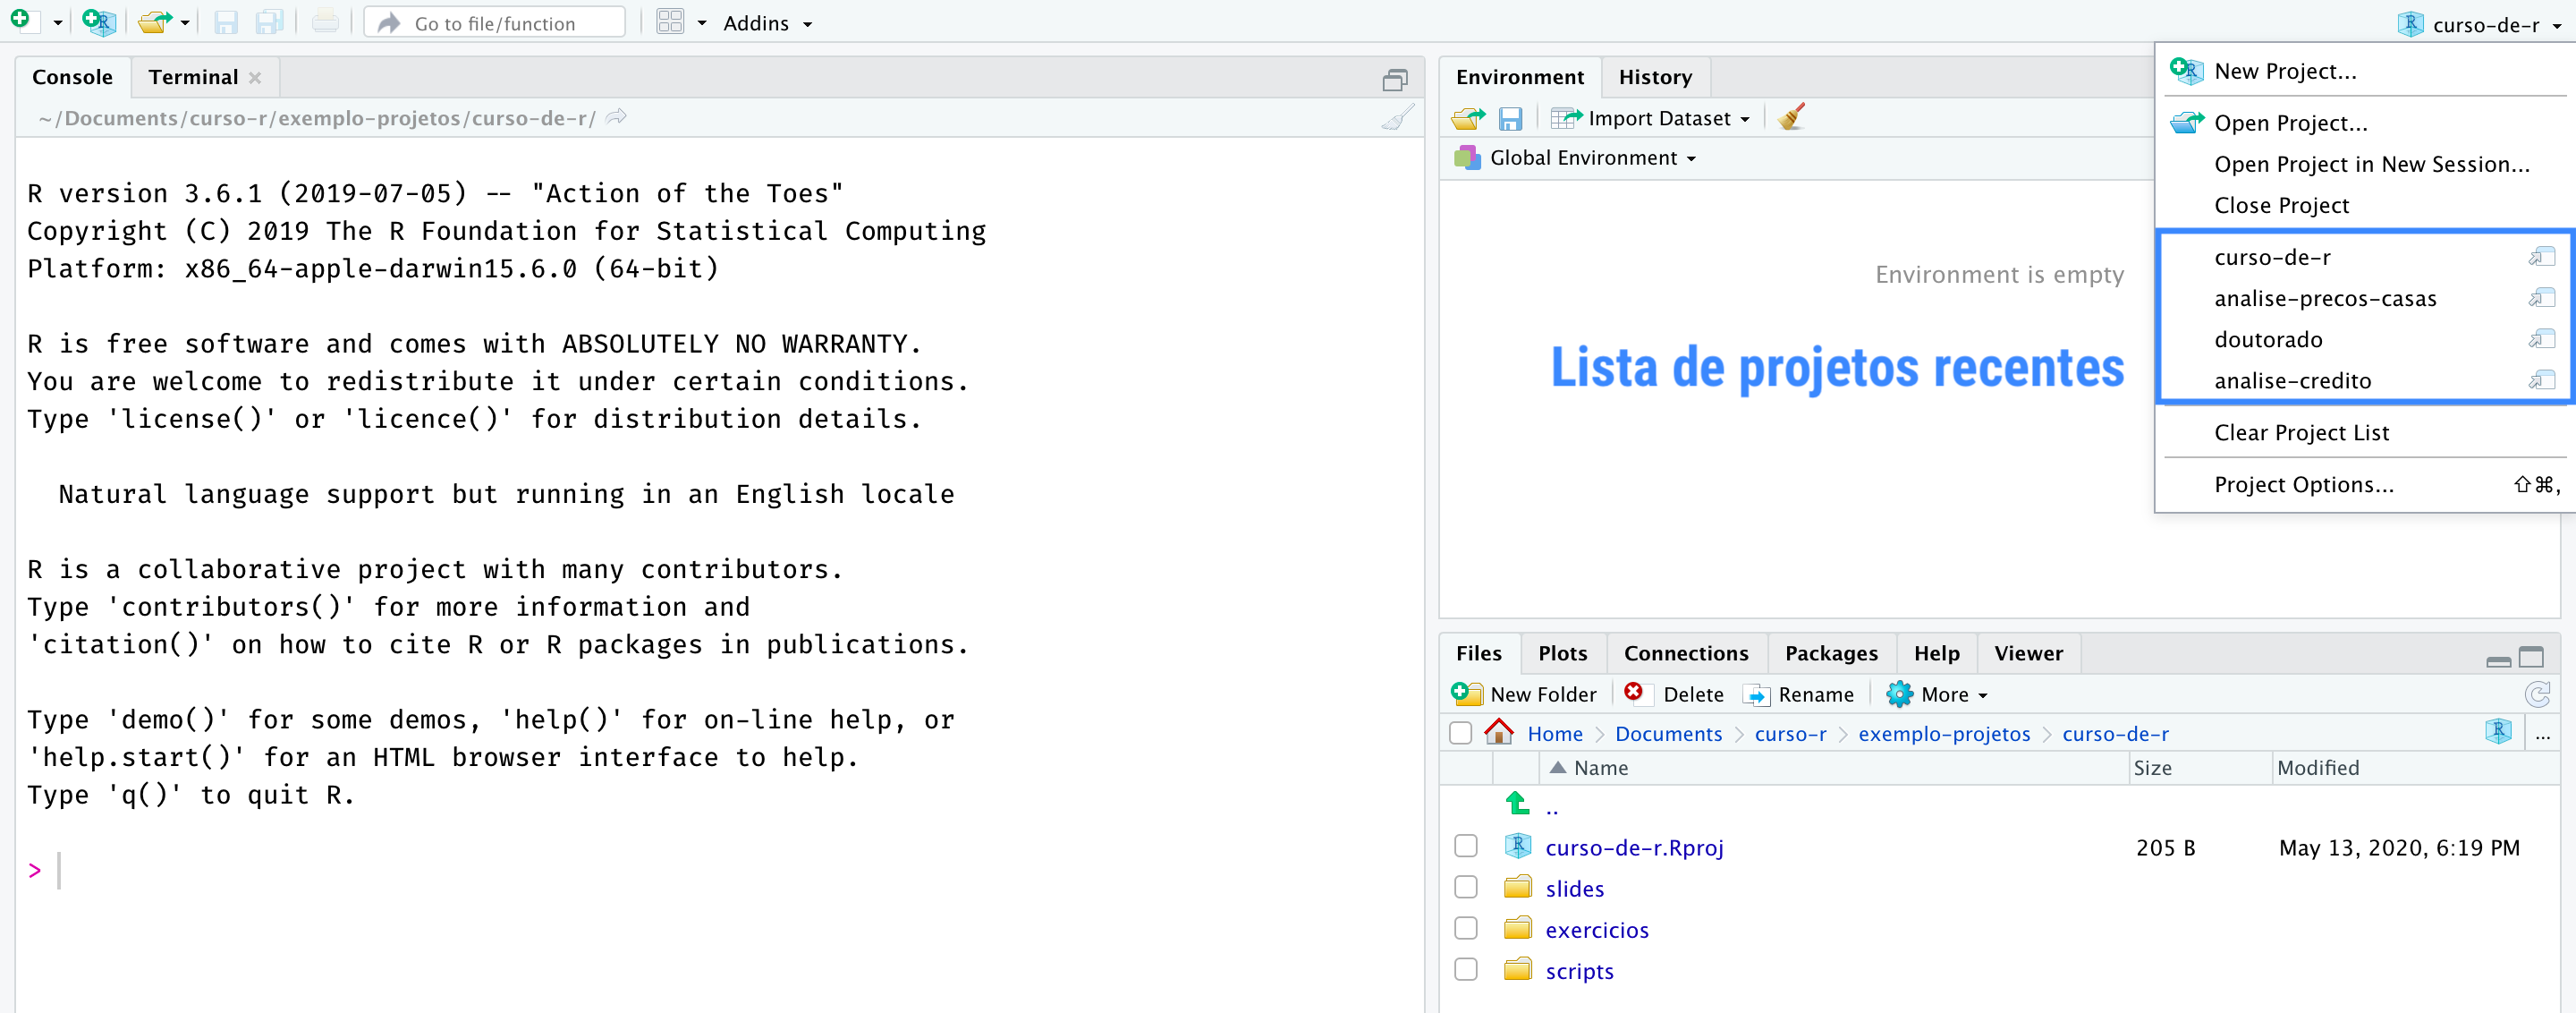 Go to file/function
Addins
curso-de-r
Console
Terminal
~/Documents/curso-r/exemplo-projetos/curso-de-r/
R version 3.6.1 (2019-07-05) -- "Action of the Toes"
Copyright (C) 2019 The R Foundation for Statistical Computing
Platform: x86_64-apple-darwin15.6.0 (64-bit)
R is free software and comes with ABSOLUTELY NO WARRANTY.
You are welcome to redistribute it under certain conditions.
Type 'license()' or 'licence()' for distribution details.
Natural language support but running in an English locale
R is a collaborative project with many contributors.
Type 'contributors()' for more information and
'citation()' on how to cite R or R packages in publications.
Type 'demo()' for some demos, 'help()' for on-line help, or
'help.start()' for an HTML browser interface to help.
Type 'q()' to quit R.
>
Environment
History
Import Dataset
Global Environment
Environment is empty
Lista de projetos recentes
New Project...
Open Project...
Open Project in New Session...
Close Project
curso-de-r
analise-precos-casas
doutorado
analise-credito
Clear Project List
Project Options... ⇧⌘,
Files
Plots
Connections
Packages
Help
Viewer
New Folder
Delete
Rename
More
Home
Documents
curso-r
exemplo-projetos
curso-de-r
...
Name
Size
Modified
..
curso-de-r.Rproj 205 B May 13, 2020, 6:19 PM
slides
exercicios
scripts